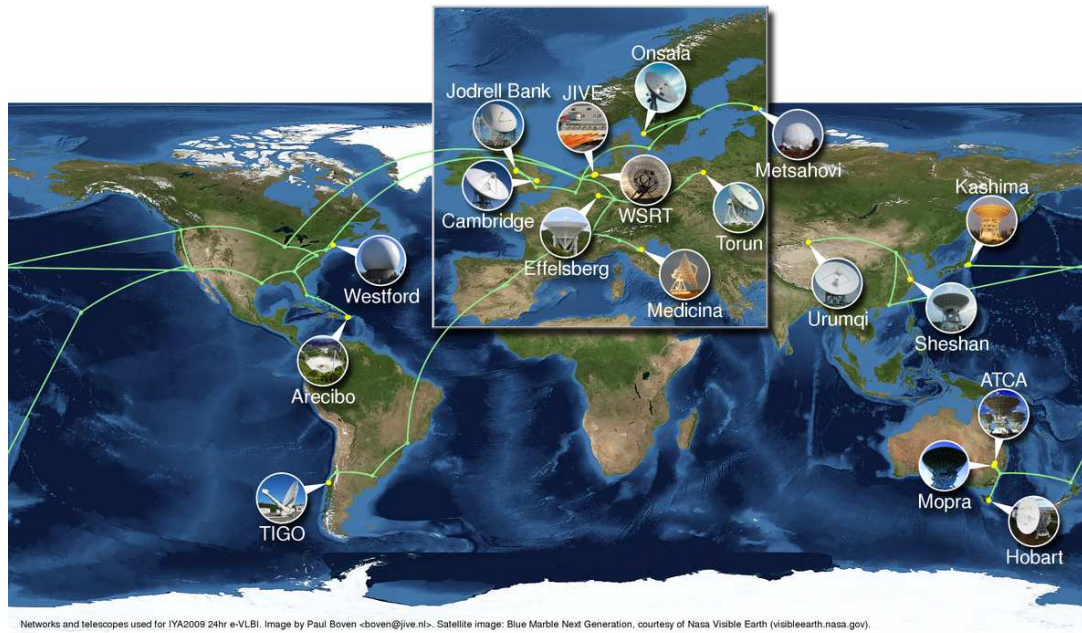 Onsala
Jodrell Bank
JIVE
Metsahovi
Kashima
Cambridge
WSRT
Torun
Effelsberg
Westford
Medicina
Urumqi
Sheshan
Arecibo
ATCA
Mopra
TIGO
Hobart
Networks and telescopes used for IYA2009 24hr e-VLBI. Image by Paul Boven <boven@jive.nl>. Satellite image: Blue Marble Next Generation, courtesy of Nasa Visible Earth (visibleearth.nasa.gov).